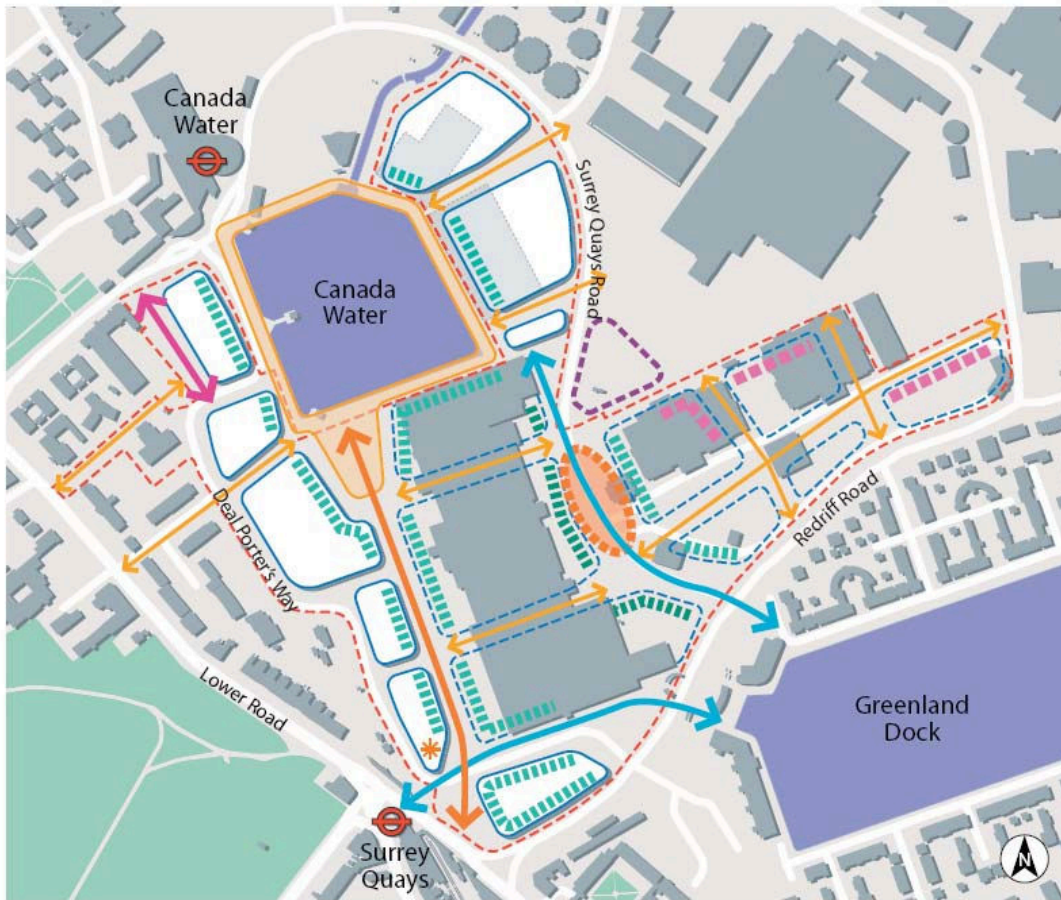 Canada
Water
Surrey Quays Road
Canada
Water
Deal Porter's Way
Redriff Road
Lower Road
Greenland
Dock
Surrey
Quays
N